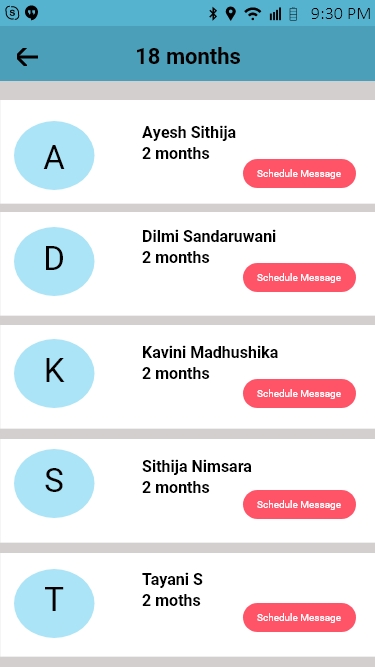 9:30 PM
18 months
A
Ayesh Sithija
2 months
Schedule Message
D
Dilmi Sandaruwani
2 months
Schedule Message
K
Kavini Madhushika
2 months
Schedule Message
S
Sithija Nimsara
2 months
Schedule Message
T
Tayani S
2 moths
Schedule Message